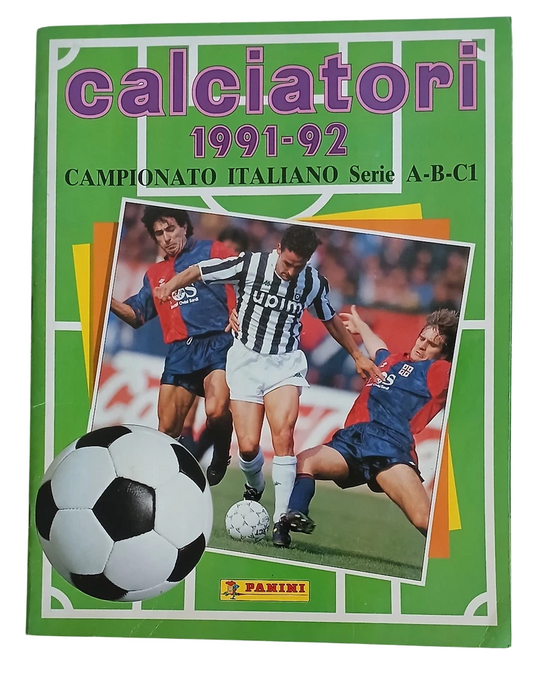 calciatori
1991-92
CAMPIONATO ITALIANO Serie A-B-C1
upim
PANINI